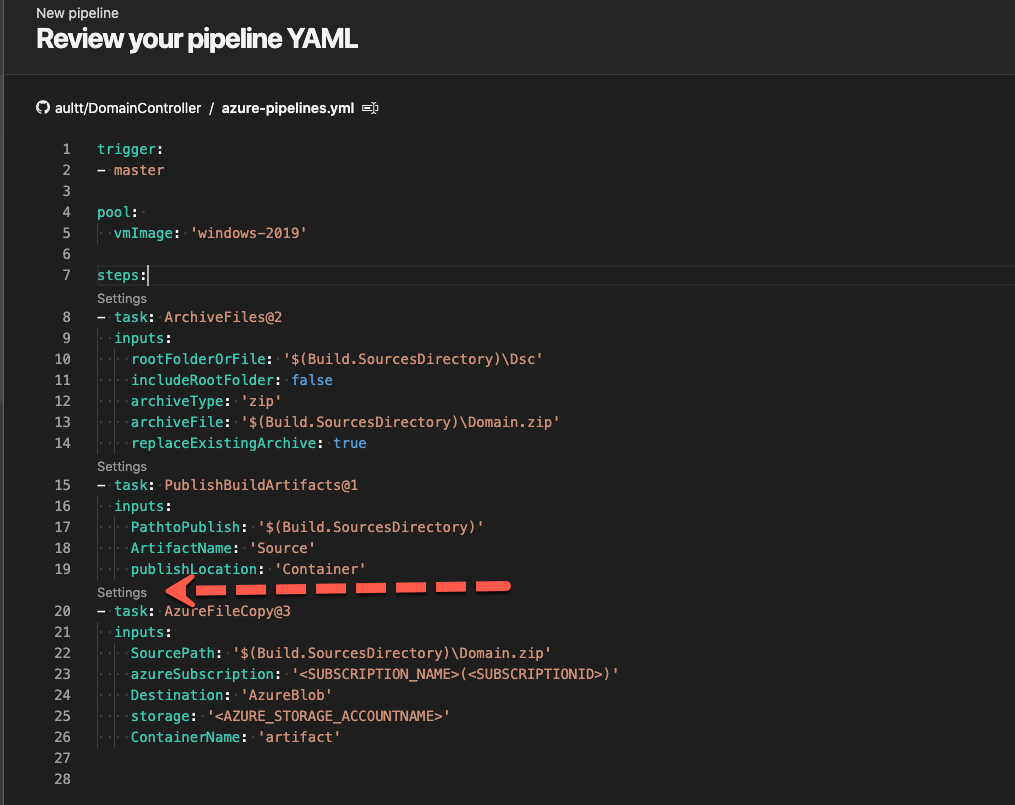 New pipeline
Review your pipeline YAML
aultt/DomainController / azure-pipelines.yml
1 trigger:
2 - master
3
4 pool:
5   vmImage: 'windows-2019'
6
7 steps:
Settings
8 - task: ArchiveFiles@2
9   inputs:
10     rootFolderOrFile: '$(Build.SourcesDirectory)\Dsc'
11     includeRootFolder: false
12     archiveType: 'zip'
13     archiveFile: '$(Build.SourcesDirectory)\Domain.zip'
14     replaceExistingArchive: true
Settings
15 - task: PublishBuildArtifacts@1
16   inputs:
17     PathtoPublish: '$(Build.SourcesDirectory)'
18     ArtifactName: 'Source'
19     publishLocation: 'Container'
Settings
20 - task: AzureFileCopy@3
21   inputs:
22     SourcePath: '$(Build.SourcesDirectory)\Domain.zip'
23     azureSubscription: '<SUBSCRIPTION_NAME>(<SUBSCRIPTIONID>)'
24     Destination: 'AzureBlob'
25     storage: '<AZURE_STORAGE_ACCOUNTNAME>'
26     ContainerName: 'artifact'
27
28